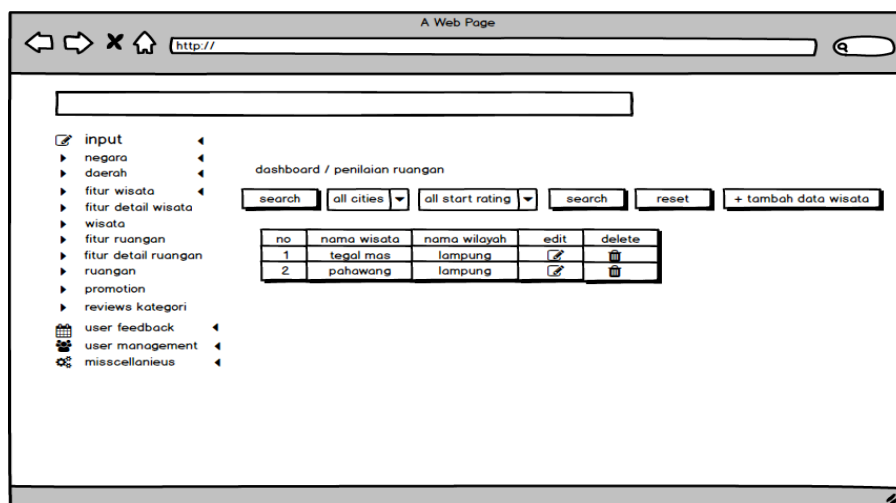 A Web Page
http://
input
negara
daerah
fitur wisata
fitur detail wisata
wisata
fitur ruangan
fitur detail ruangan
ruangan
promotion
reviews kategori
user feedback
user management
misscellanieus
dashboard / penilaian ruangan
search all cities all start rating search reset + tambah data wisata
no nama wisata nama wilayah edit delete
1 tegal mas lampung
2 pahawang lampung